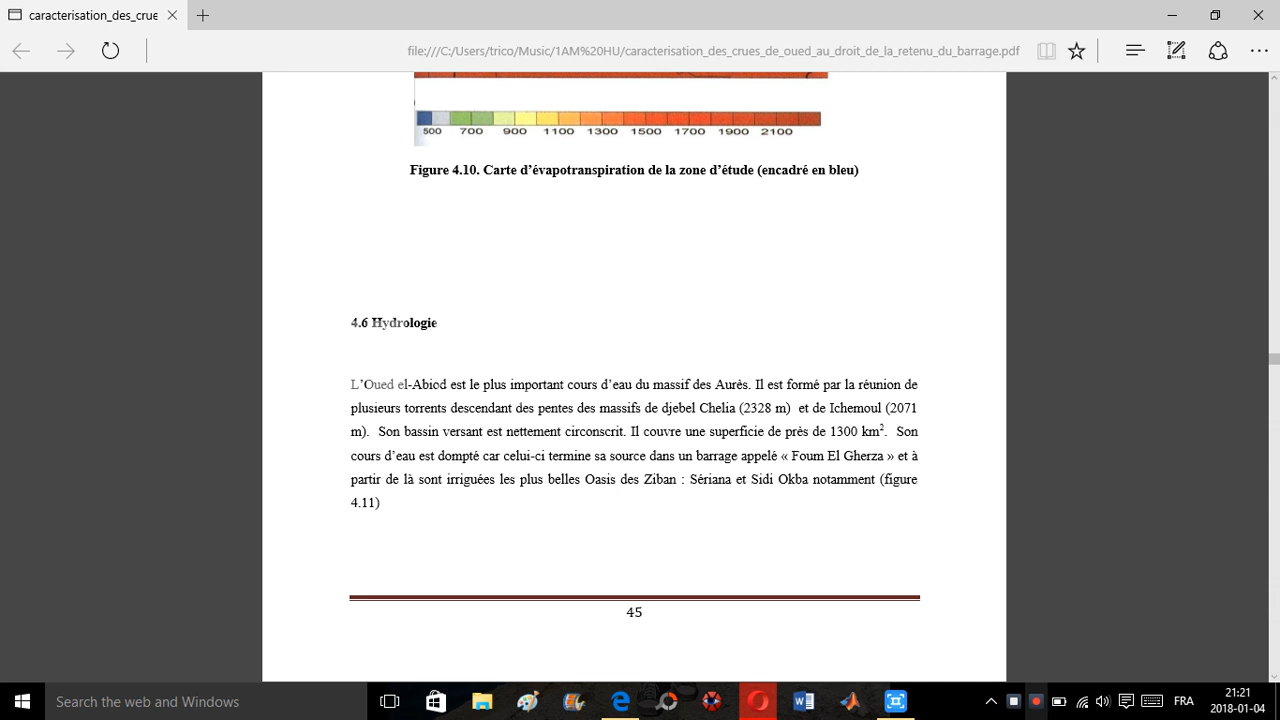 caracterisation_des_crue
file:///C:/Users/trico/Music/1AM%20HU/caracterisation_des_crues_de_oued_au_droit_de_la_retenu_du_barrage.pdf
500 700 900 1100 1300 1500 1700 1900 2100
Figure 4.10. Carte d’évapotranspiration de la zone d’étude (encadré en bleu)
4.6 Hydrologie
L’Oued el-Abiod est le plus important cours d’eau du massif des Aurès. Il est formé par la réunion de
plusieurs torrents descendant des pentes des massifs de djebel Chelia (2328 m) et de Ichemoul (2071
m). Son bassin versant est nettement circonscrit. Il couvre une superficie de près de 1300 km². Son
cours d’eau est dompté car celui-ci termine sa source dans un barrage appelé « Foum El Gherza » et à
partir de là sont irriguées les plus belles Oasis des Ziban : Sériana et Sidi Okba notamment (figure
4.11)
45
Search the web and Windows
FRA
21:21
2018-01-04